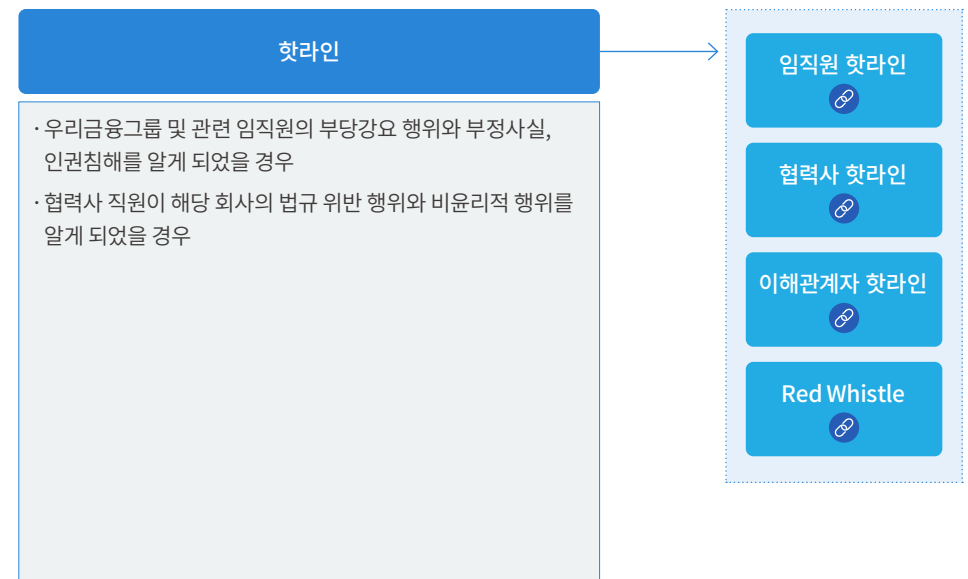 핫라인
· 우리금융그룹 및 관련 임직원의 부당강요 행위와 부정사실,
인권침해를 알게 되었을 경우
· 협력사 직원이 해당 회사의 법규 위반 행위와 비윤리적 행위를
알게 되었을 경우
임직원 핫라인
협력사 핫라인
이해관계자 핫라인
Red Whistle